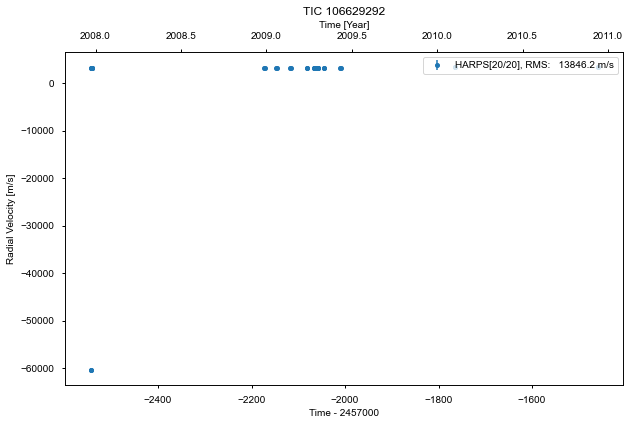 TIC 106629292
Time [Year]
2008.0 2008.5 2009.0 2009.5 2010.0 2010.5 2011.0
HARPS[20/20], RMS: 13846.2 m/s
Radial Velocity [m/s]
0
−10000
−20000
−30000
−40000
−50000
−60000
−2400 −2200 −2000 −1800 −1600
Time - 2457000